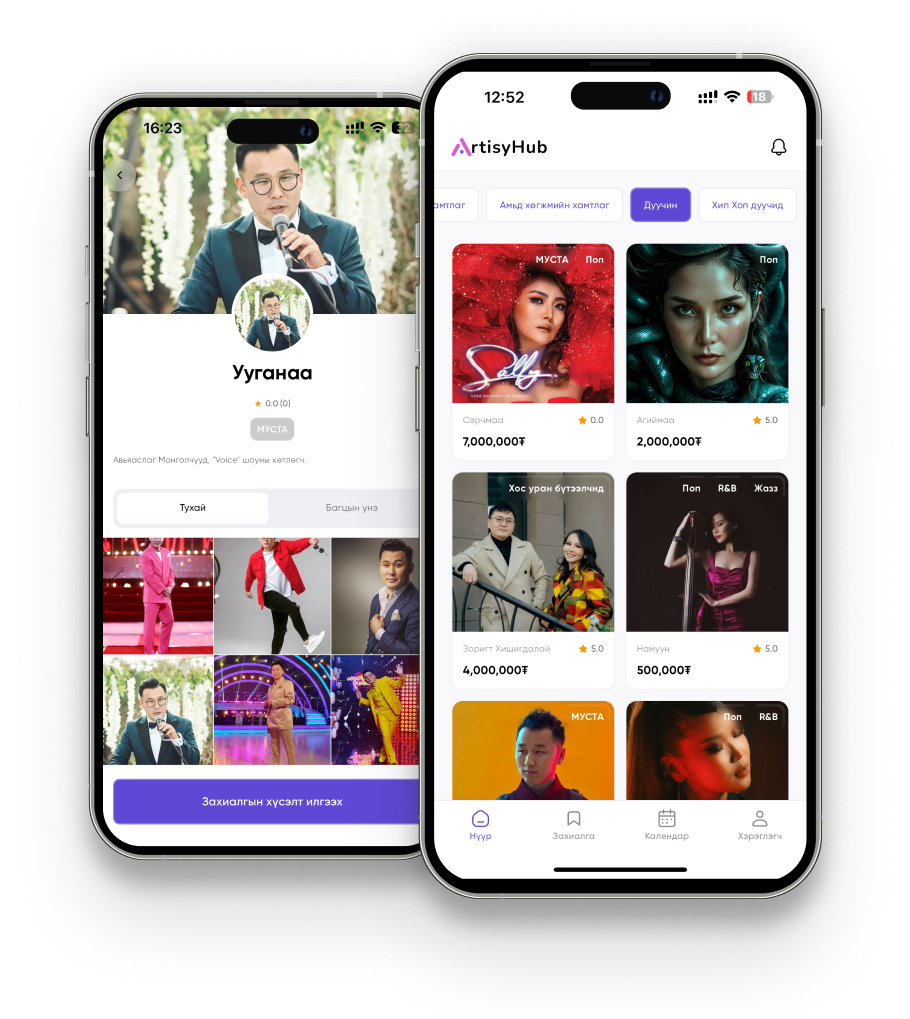 16:23
Ууганаа
0.0 (0)
МУСТА
Авьяаслаг Монголчууд, "Voice" шоуны хөтлөгч.
Тухай
Багцын үнэ
Захиалгын хүсэлт илгээх
12:52
18
ArtisyHub
Амьд хөгжмийн хамтлаг
Дуучин
Хип Хоп дуучид
МУСТА Поп
Sally
Сэрчмаа 0.0
7,000,000₮
Поп
Агиймаа 5.0
2,000,000₮
Хос уран бүтээлчид
Зоригт Хишигдалай 5.0
4,000,000₮
Поп R&B Жазз
Намуун 5.0
500,000₮
МУСТА
Поп R&B
Нүүр
Захиалга
Календар
Хэрэглэгч